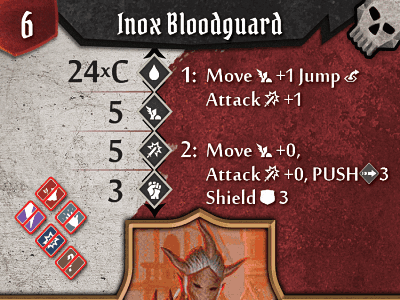 6
Inox Bloodguard
24xC
5
5
3
1: Move +1 Jump
Attack +1
2: Move +0,
Attack +0, PUSH 3
Shield 3